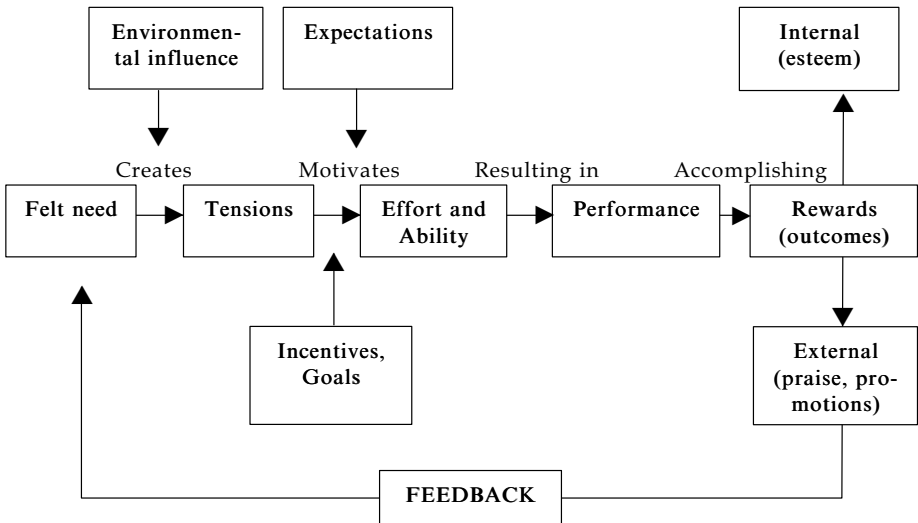 Environmen-
tal influence
Expectations
Internal
(esteem)
Creates
Motivates
Resulting in
Accomplishing
Felt need
Tensions
Effort and
Ability
Performance
Rewards
(outcomes)
Incentives,
Goals
External
(praise, pro-
motions)
FEEDBACK